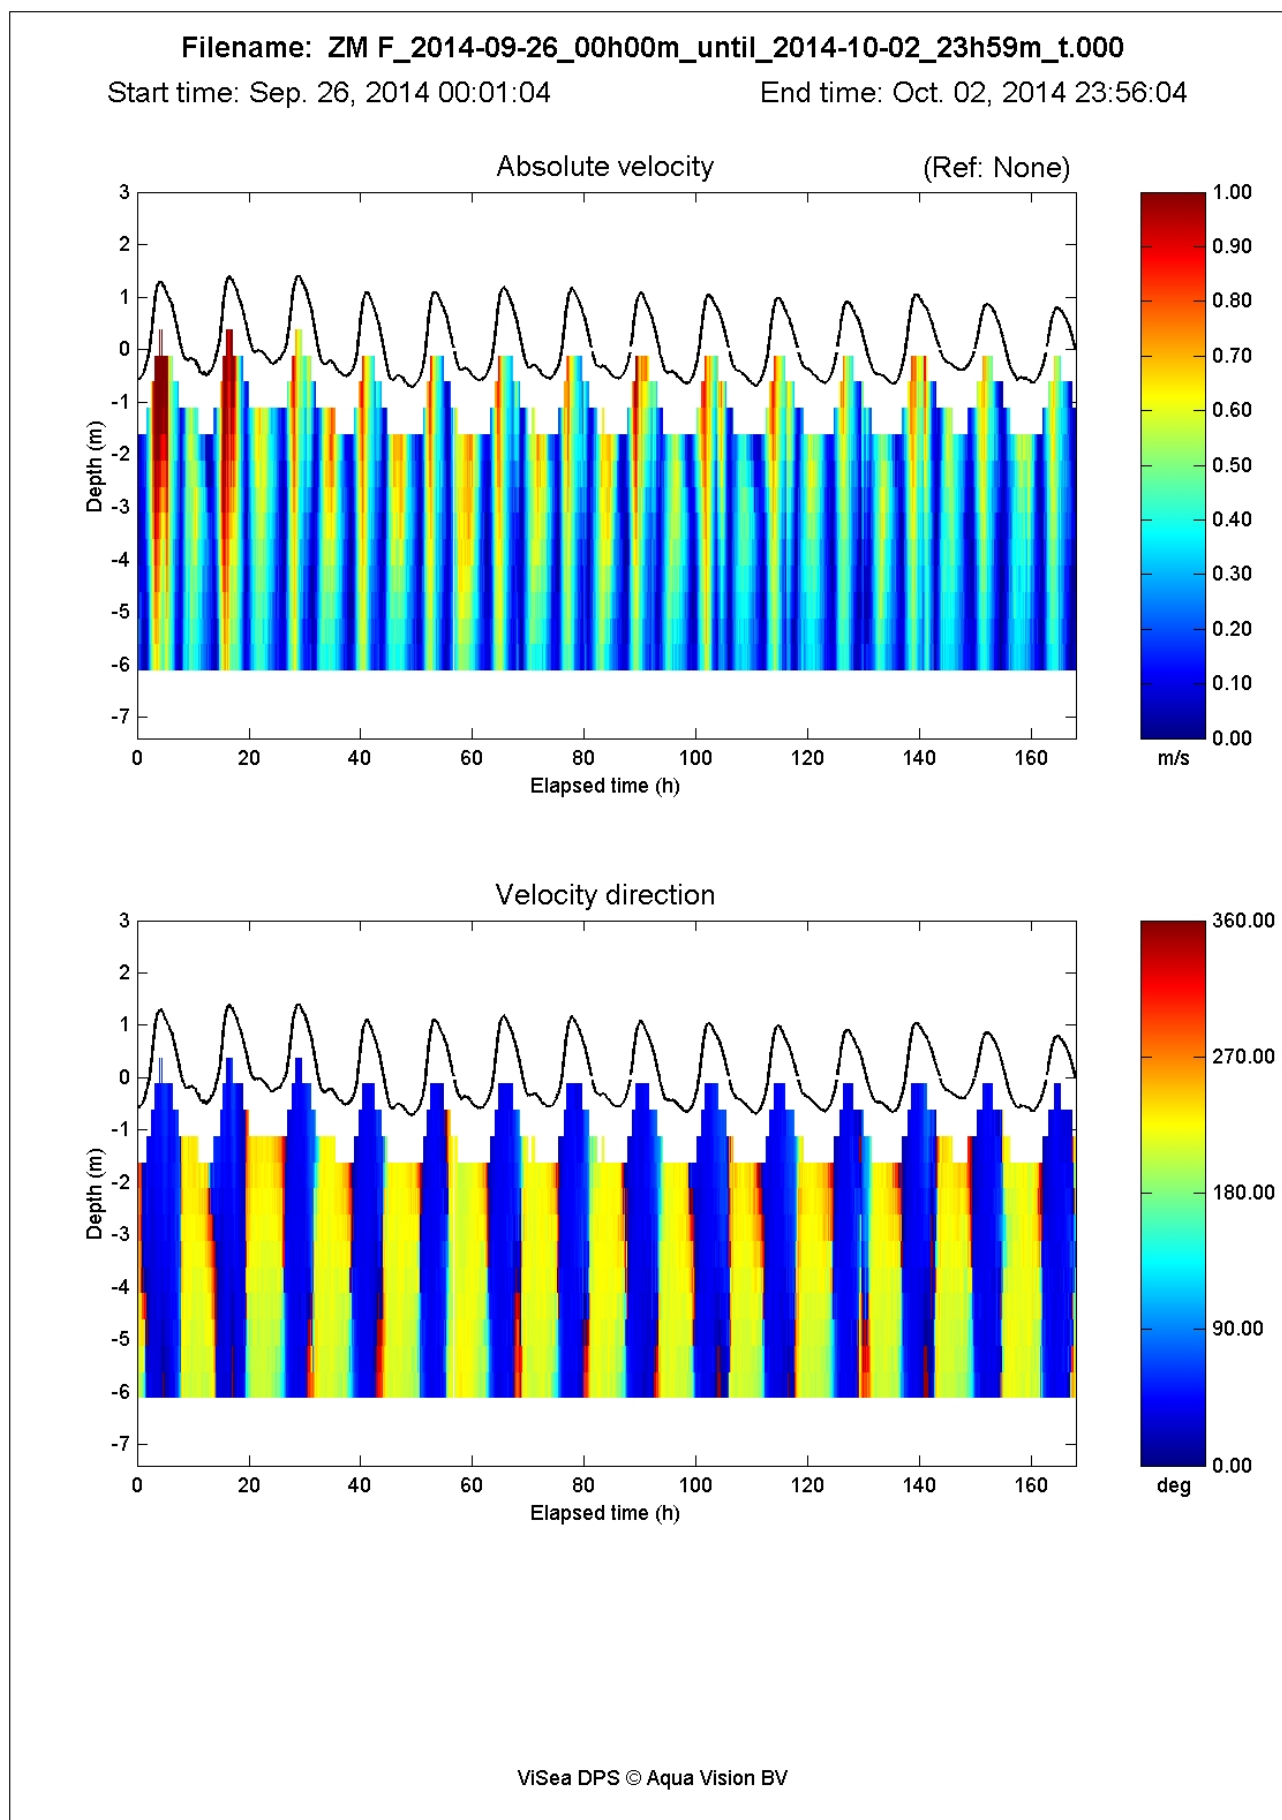 Filename: ZM F_2014-09-26_00h00m_until_2014-10-02_23h59m_t.000
Start time: Sep. 26, 2014 00:01:04 End time: Oct. 02, 2014 23:56:04
Absolute velocity (Ref: None)
3
2
1
0
-1
-2
-3
-4
-5
-6
-7
Depth (m)
0 20 40 60 80 100 120 140 160
Elapsed time (h)
1.00
0.90
0.80
0.70
0.60
0.50
0.40
0.30
0.20
0.10
0.00
m/s
Velocity direction
3
2
1
0
-1
-2
-3
-4
-5
-6
-7
Depth (m)
0 20 40 60 80 100 120 140 160
Elapsed time (h)
360.00
270.00
180.00
90.00
0.00
deg
ViSea DPS © Aqua Vision BV